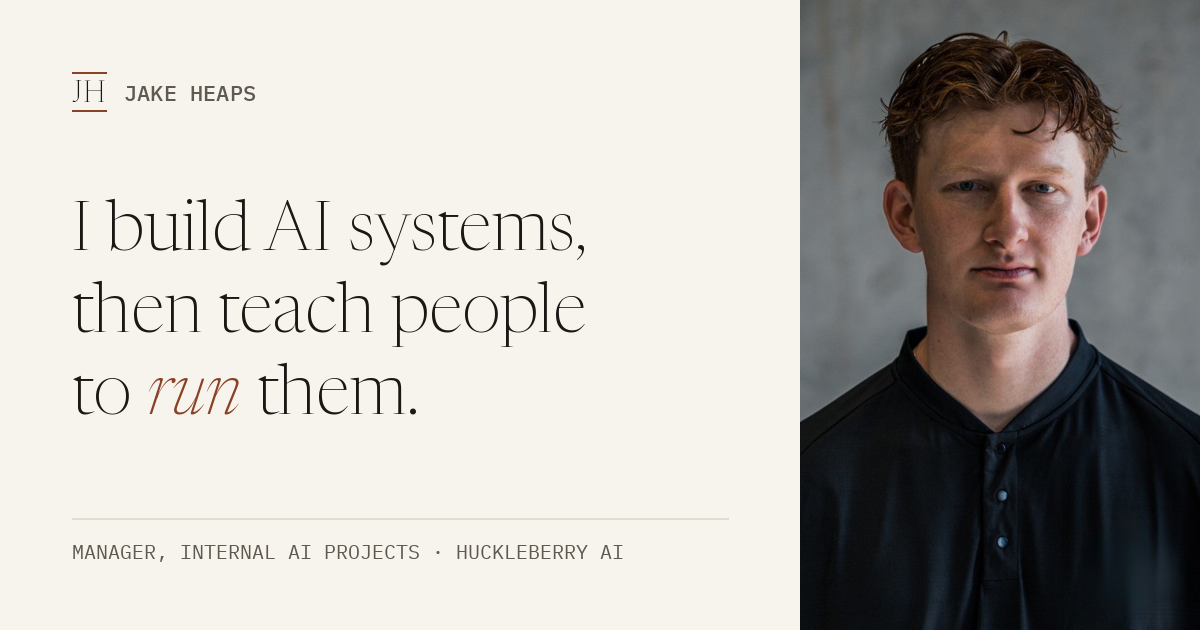 JH JAKE HEAPS
I build AI systems,
then teach people
to run them.
MANAGER, INTERNAL AI PROJECTS · HUCKLEBERRY AI